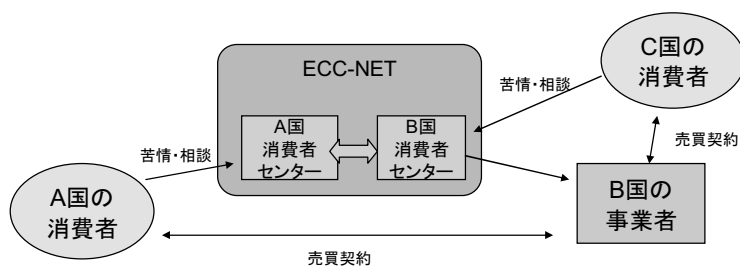 ECC-NET
A国
消費者
センター
B国
消費者
センター
C国の
消費者
苦情・相談
苦情・相談
売買契約
A国の
消費者
B国の
事業者
売買契約